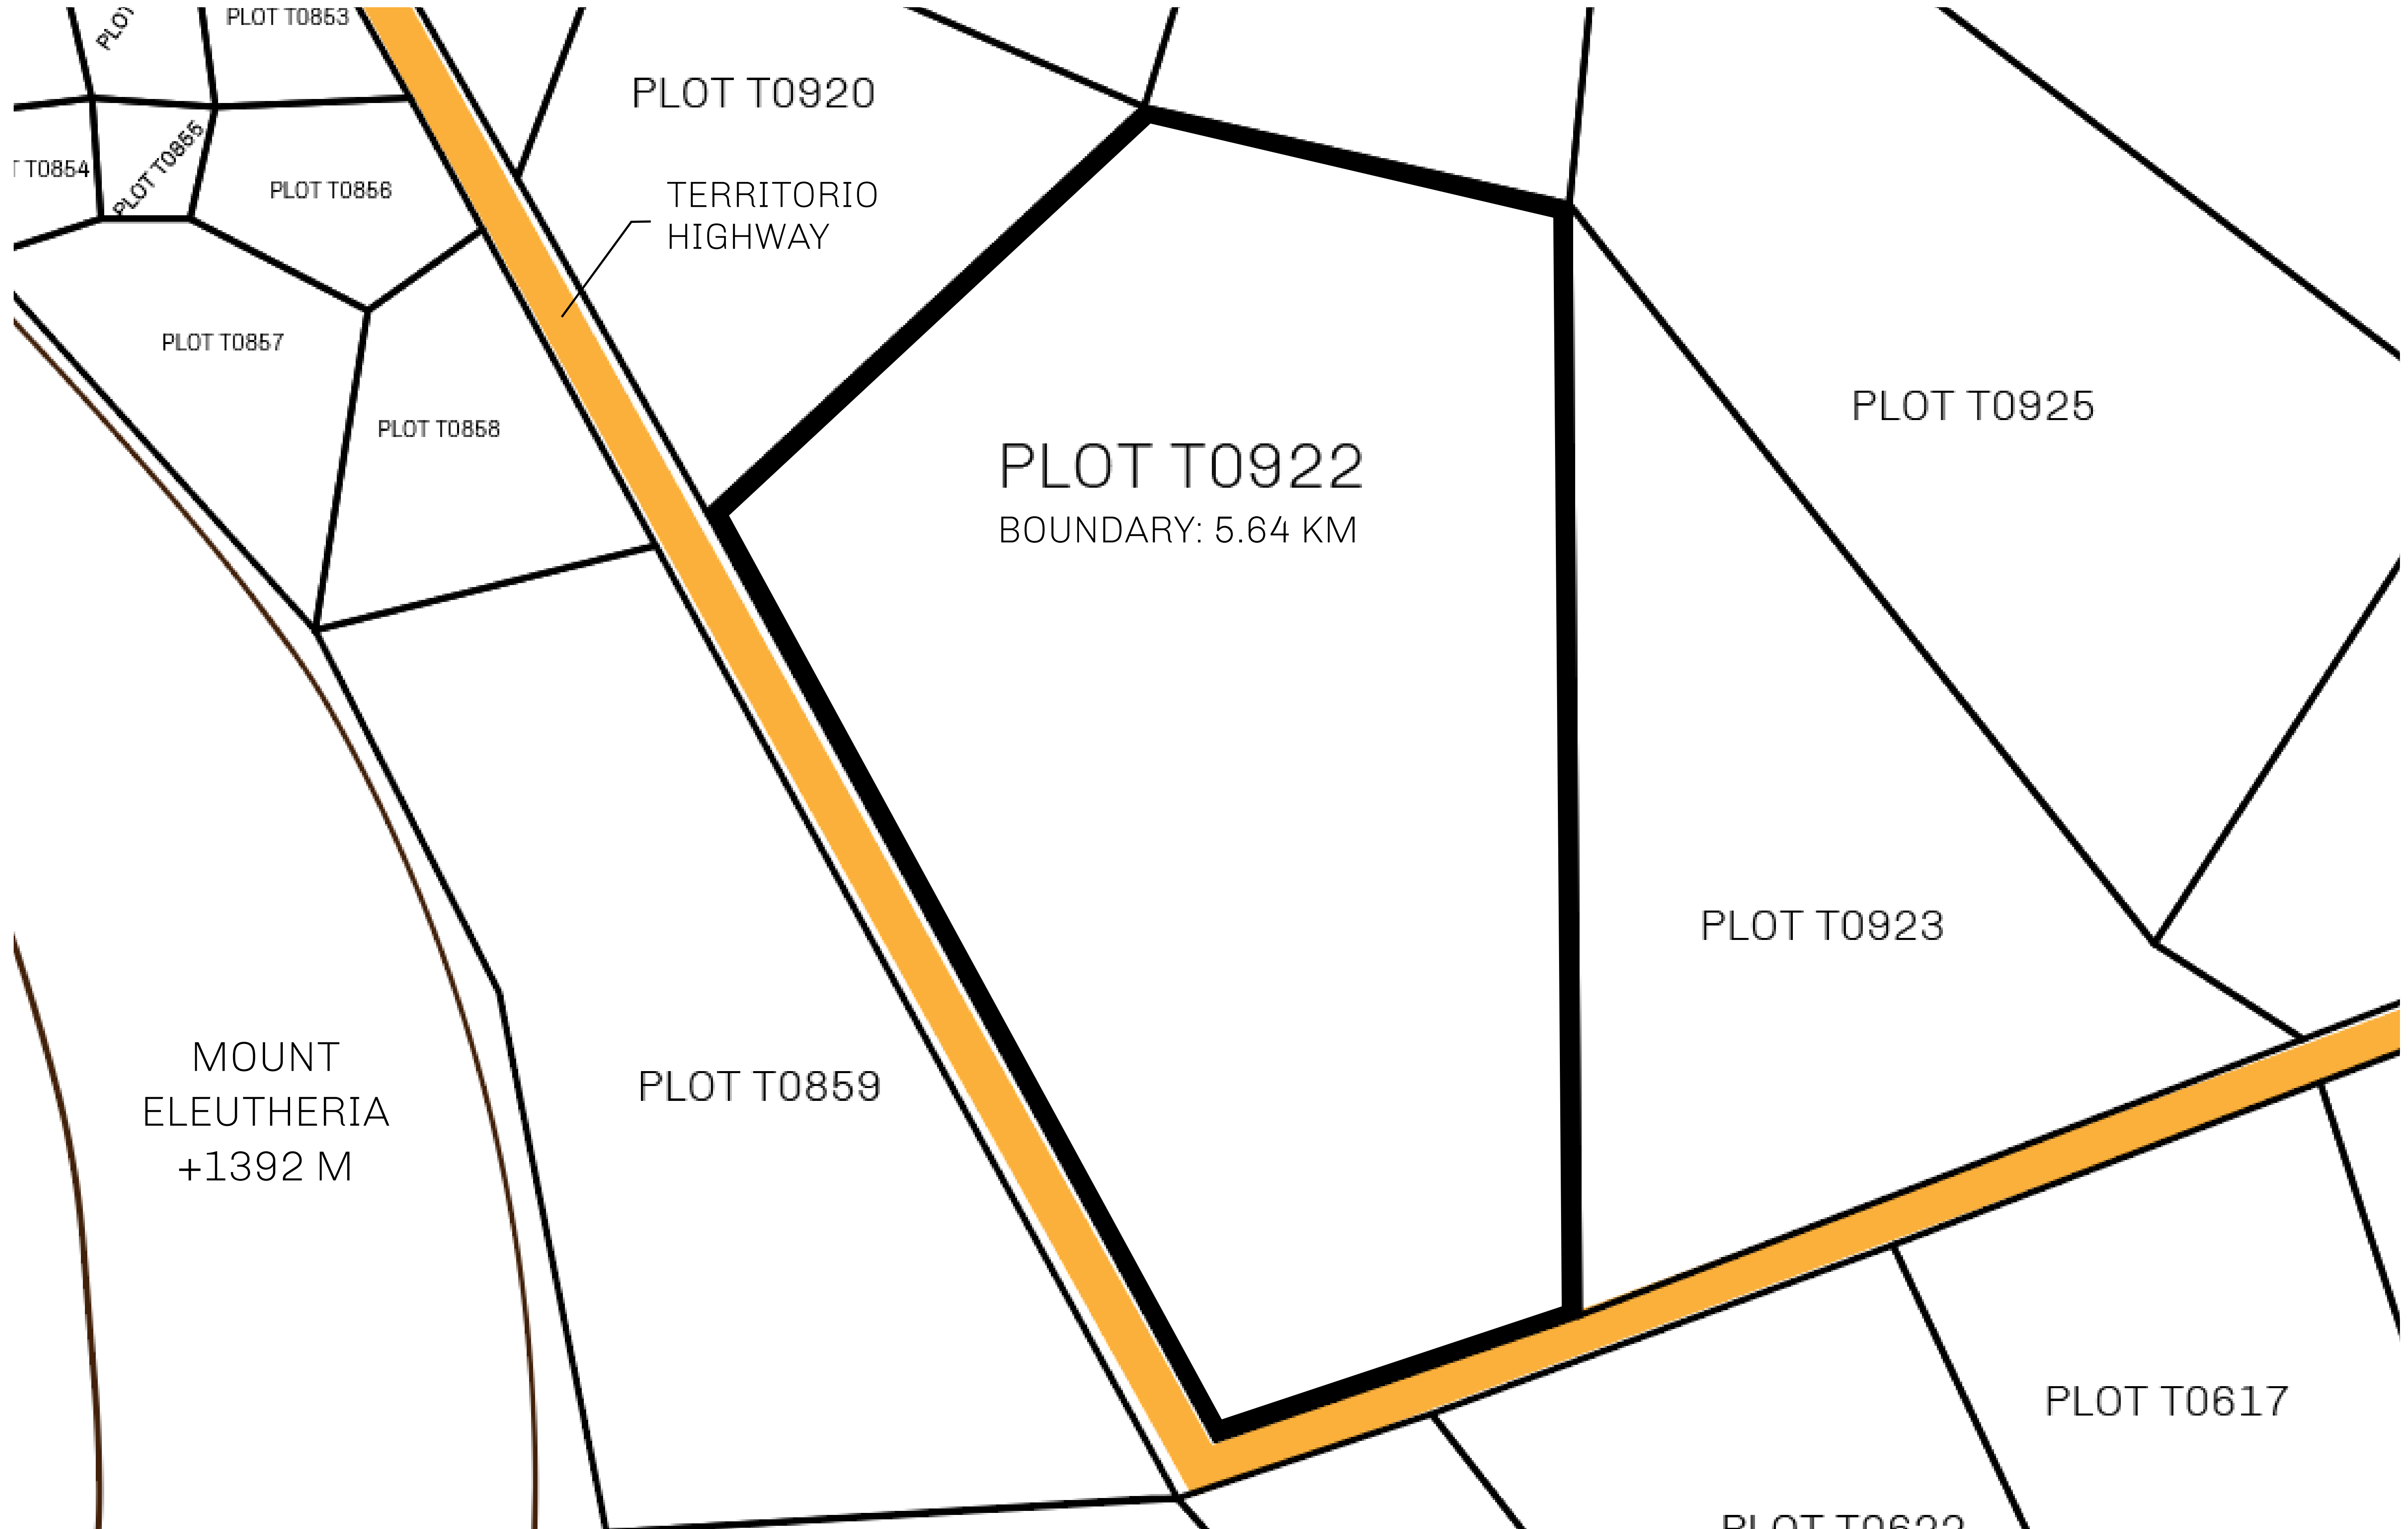 PLOT T0853
PLOT T0920
T0854
PLOT T0855
PLOT T0856
TERRITORIO
HIGHWAY
PLOT T0857
PLOT T0858
PLOT T0925
PLOT T0922
BOUNDARY: 5.64 KM
PLOT T0923
MOUNT
ELEUTHERIA
+1392 M
PLOT T0859
PLOT T0617